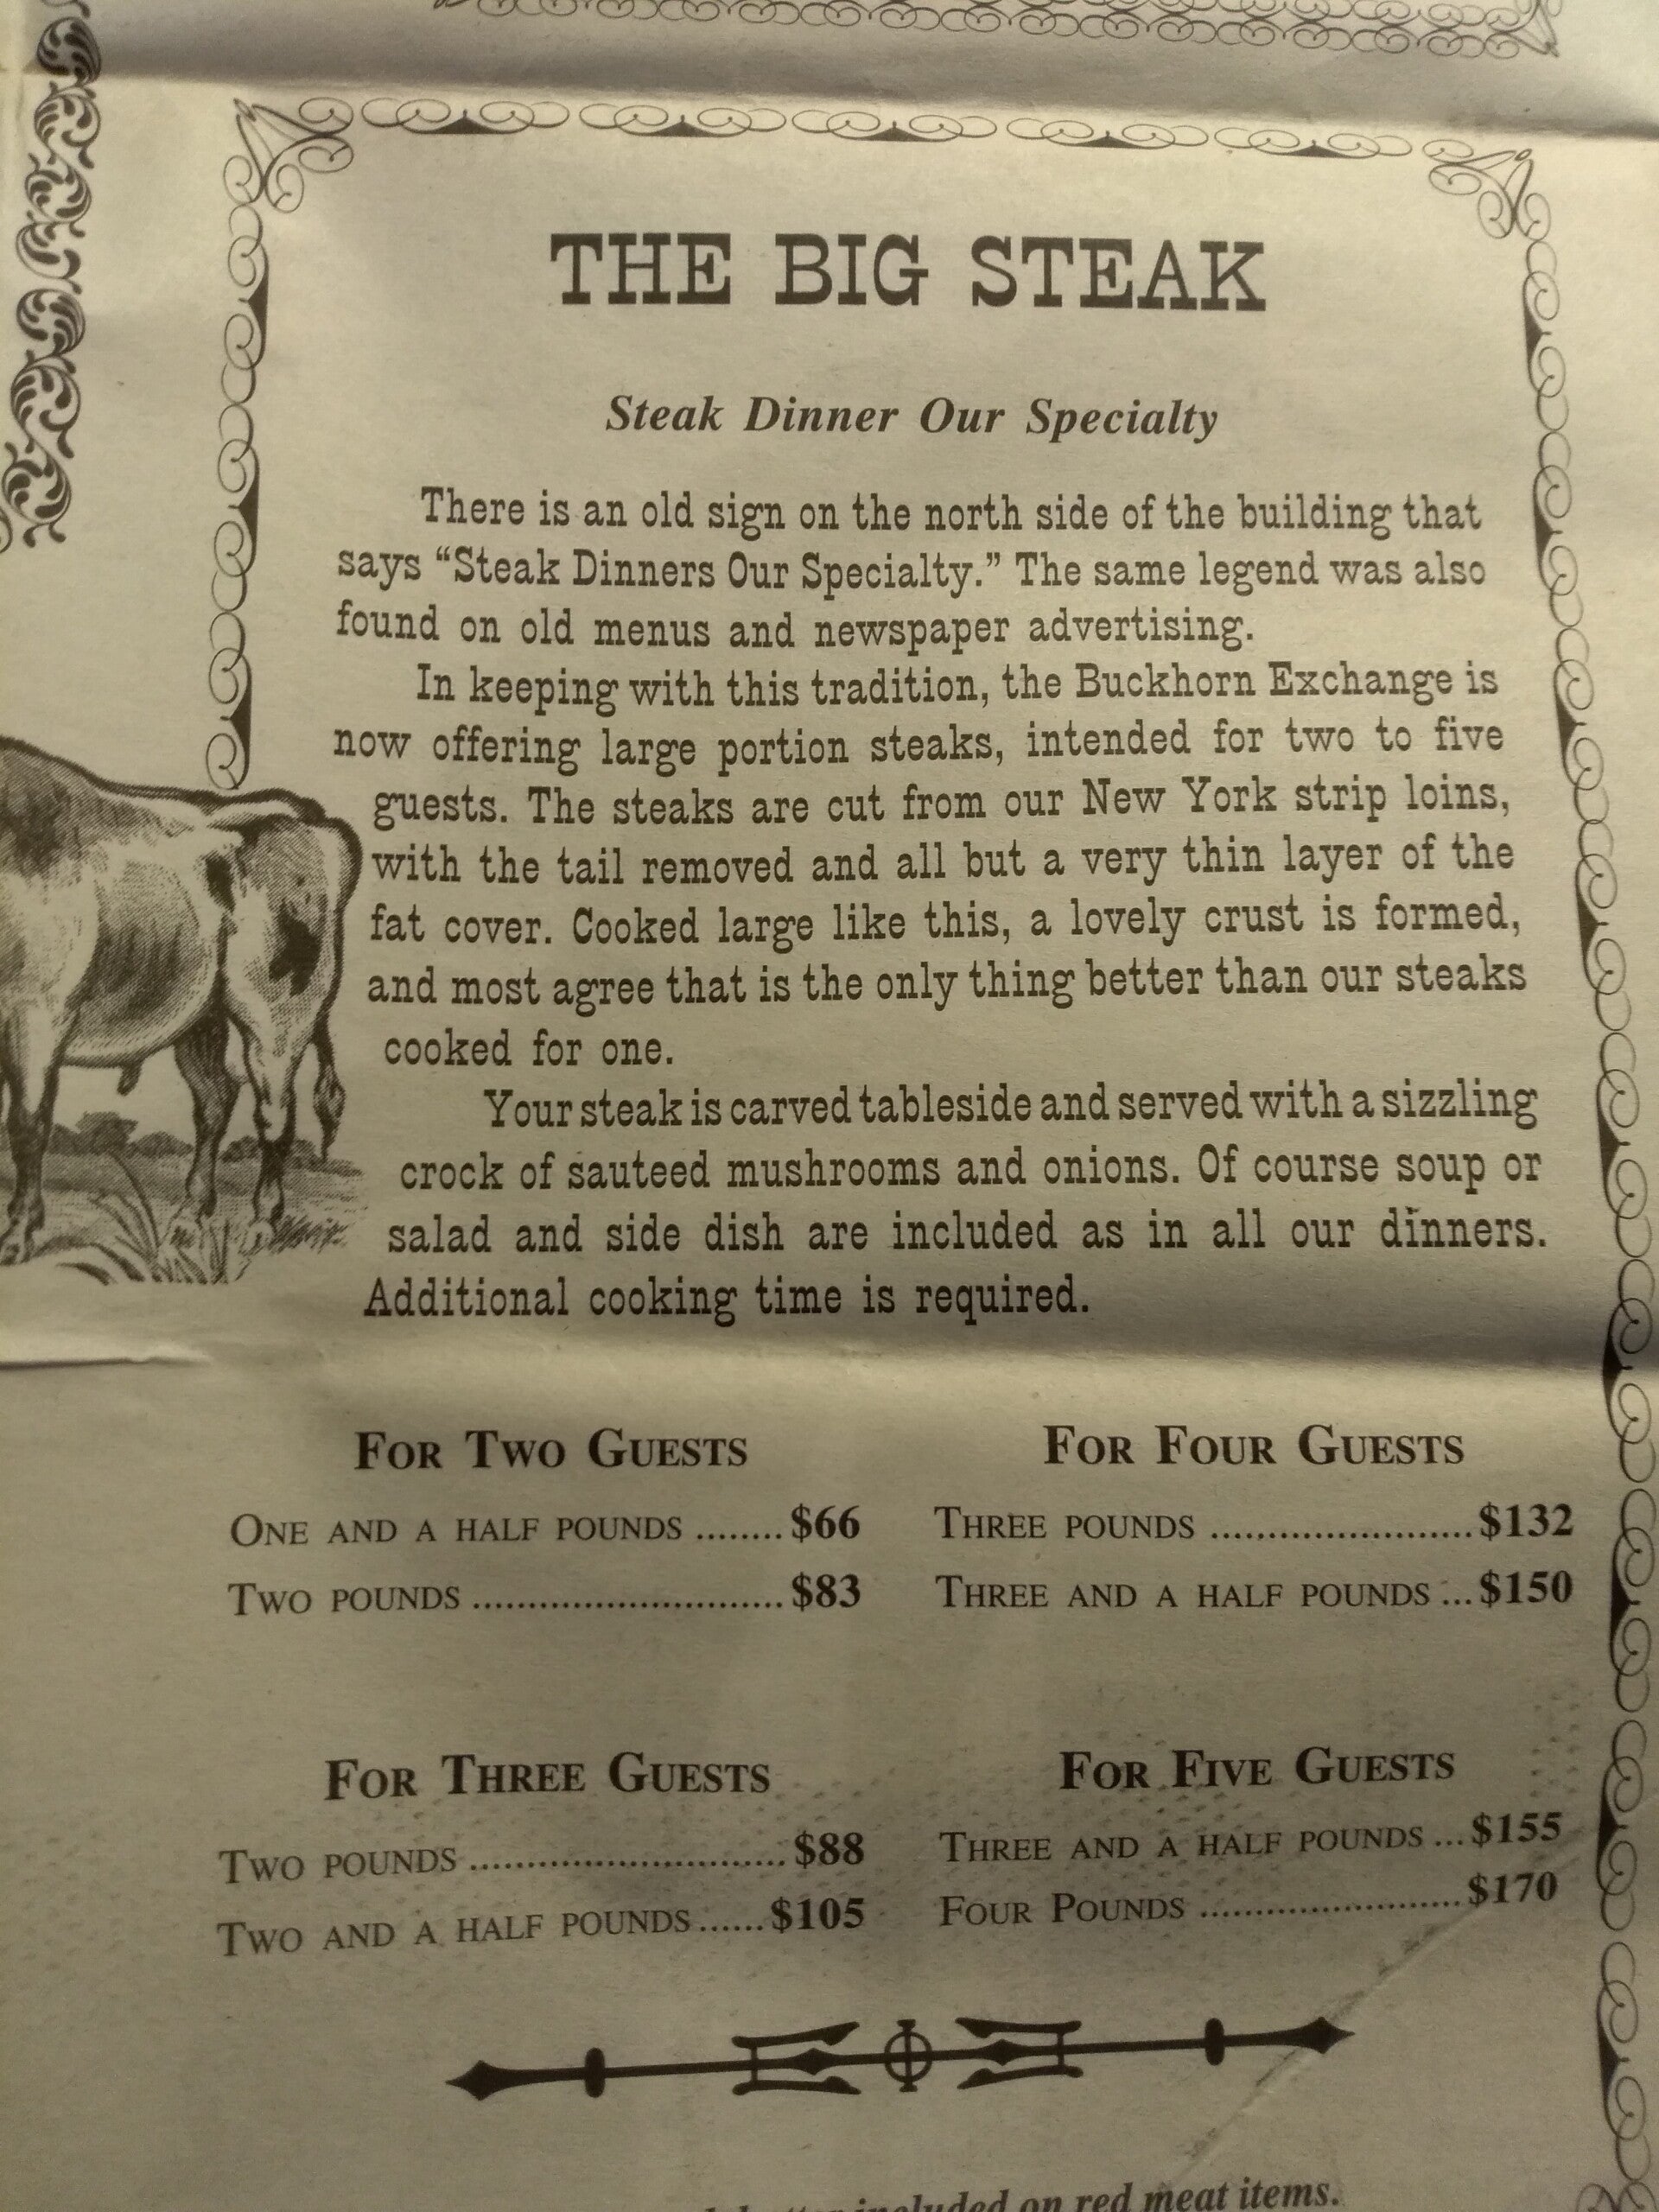 THE BIG STEAK
Steak Dinner Our Specialty
There is an old sign on the north side of the building that
says “Steak Dinners Our Specialty.” The same legend was also
found on old menus and newspaper advertising.
In keeping with this tradition, the Buckhorn Exchange is
now offering large portion steaks, intended for two to five
guests. The steaks are cut from our New York strip loins,
with the tail removed and all but a very thin layer of the
fat cover. Cooked large like this, a lovely crust is formed,
and most agree that is the only thing better than our steaks
cooked for one.
Your steak is carved tableside and served with a sizzling
crock of sauteed mushrooms and onions. Of course soup or
salad and side dish are included as in all our dinners.
Additional cooking time is required.
FOR TWO GUESTS
ONE AND A HALF POUNDS ........ $66
TWO POUNDS ........................... $83
FOR THREE GUESTS
TWO POUNDS ............................ $88
TWO AND A HALF POUNDS ...... $105
FOR FOUR GUESTS
THREE POUNDS ....................... $132
THREE AND A HALF POUNDS ... $150
FOR FIVE GUESTS
THREE AND A HALF POUNDS ... $155
FOUR POUNDS ....................... $170
included on red meat items.